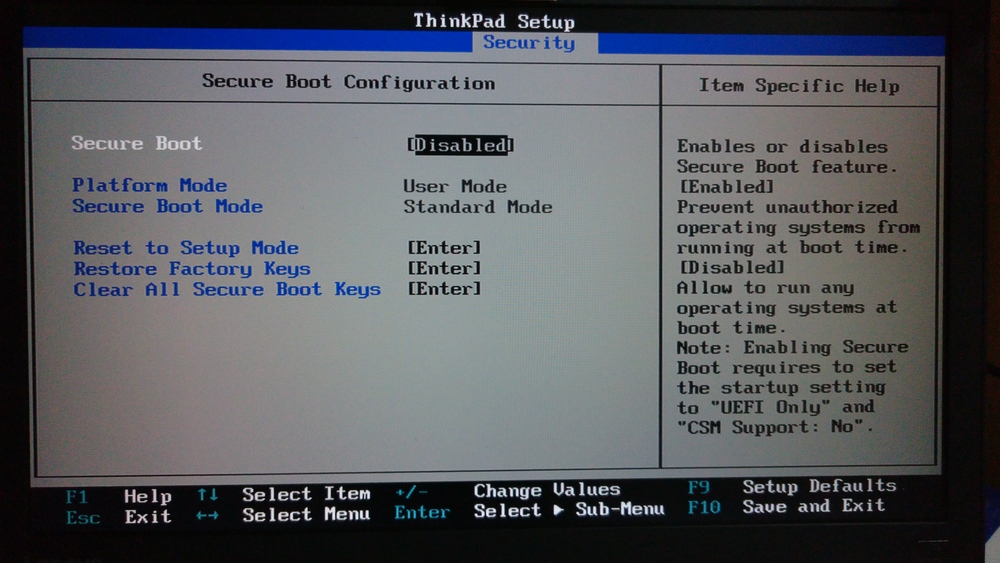 ThinkPad Setup
Security
Secure Boot Configuration
Secure Boot [Disabled]
Platform Mode User Mode
Secure Boot Mode Standard Mode
Reset to Setup Mode [Enter]
Restore Factory Keys [Enter]
Clear All Secure Boot Keys [Enter]
Item Specific Help
Enables or disables
Secure Boot feature.
[Enabled]
Prevent unauthorized
operating systems from
running at boot time.
[Disabled]
Allow to run any
operating systems at
boot time.
Note: Enabling Secure
Boot requires to set
the startup setting
to "UEFI Only" and
"CSM Support: No".
F1 Help ↑↓ Select Item +/- Change Values F9 Setup Defaults
Esc Exit ←→ Select Menu Enter Select ▶ Sub-Menu F10 Save and Exit